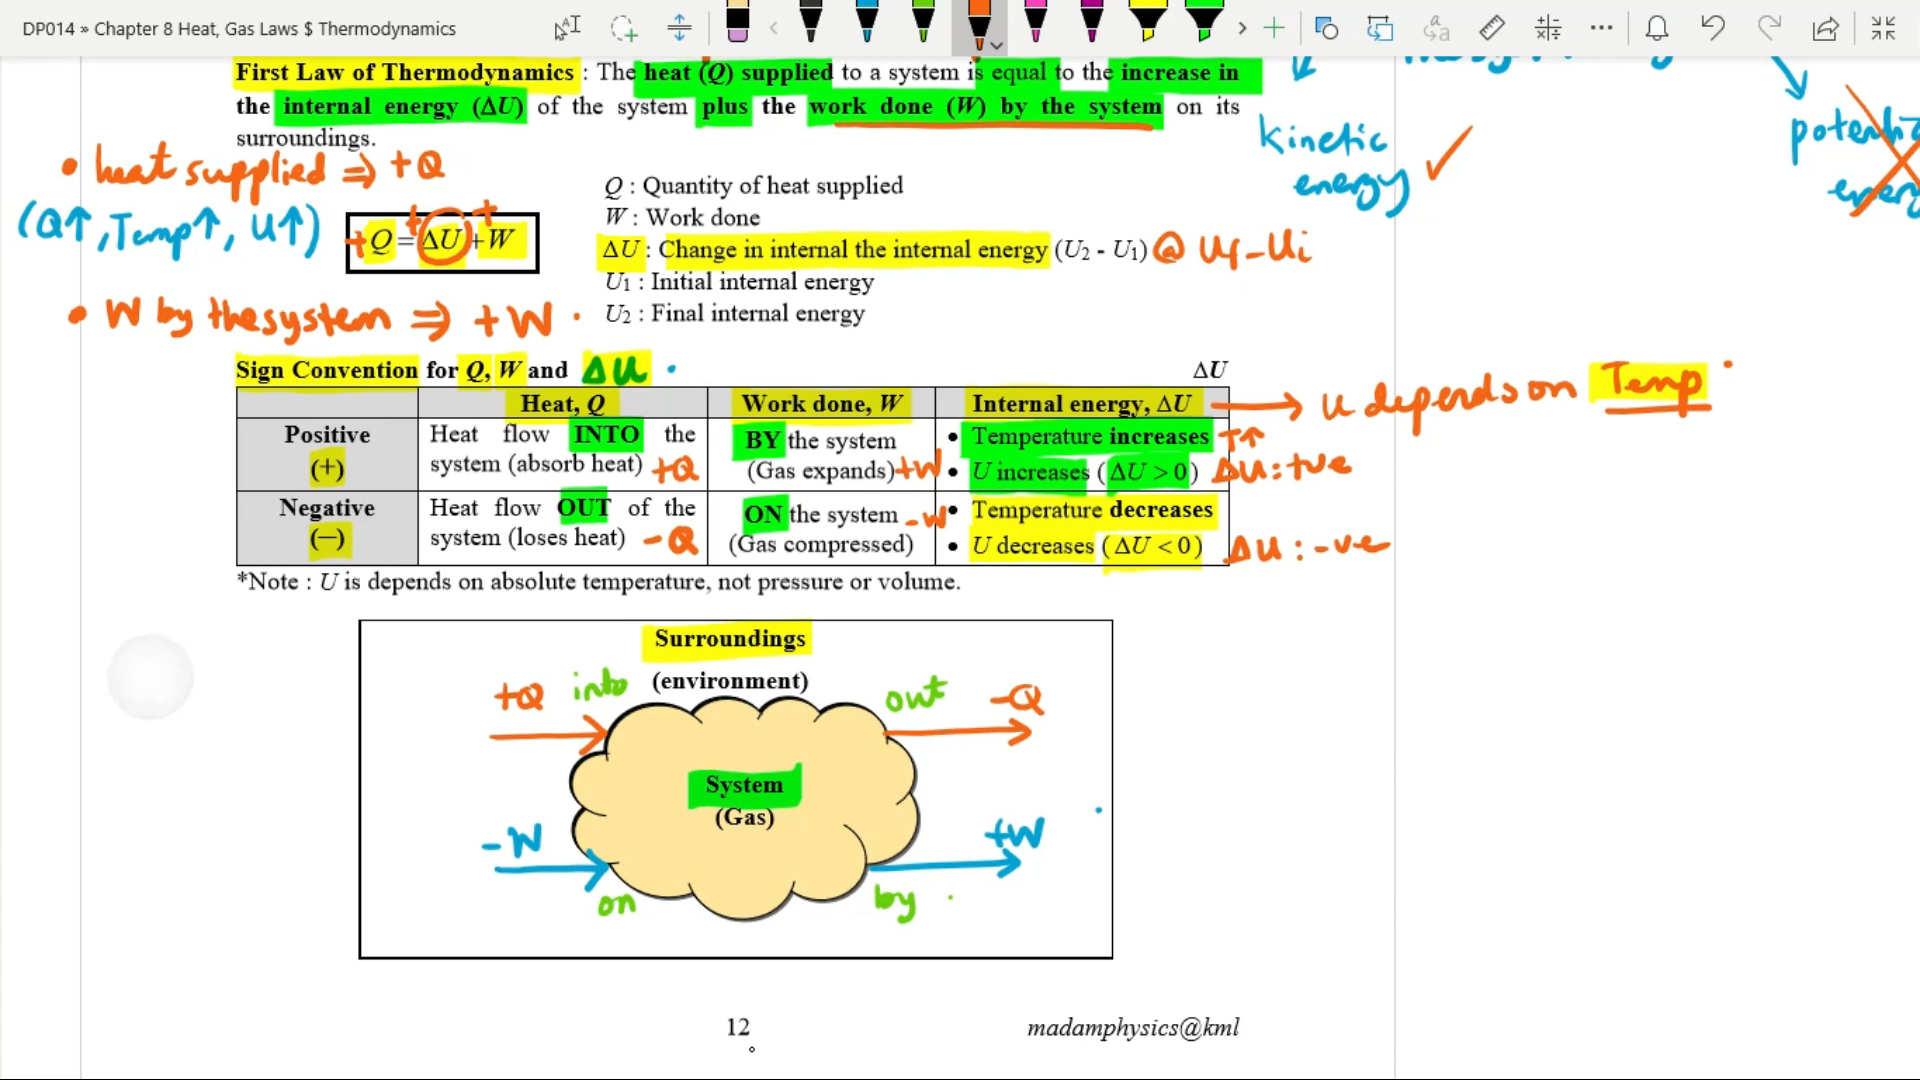 DP014 » Chapter 8 Heat, Gas Laws $ Thermodynamics
First Law of Thermodynamics : The heat (Q) supplied to a system is equal to the increase in
the internal energy (ΔU) of the system plus the work done (W) by the system on its
surroundings.
kinetic
energy
• heat supplied ⇒ +Q
(Q↑, Temp↑, U↑)
+Q = ΔU + W
+ +
• W by the system ⇒ +W
Q : Quantity of heat supplied
W : Work done
ΔU : Change in internal the internal energy (U2 - U1) @ Uf - Ui
U1 : Initial internal energy
U2 : Final internal energy
Sign Convention for Q, W and ΔU
ΔU
Heat, Q
Work done, W
Internal energy, ΔU → U depends on Temp
Positive
(+)
Heat flow INTO the
system (absorb heat) +Q
BY the system
(Gas expands) +W
• Temperature increases T↑
• U increases (ΔU > 0) ΔU : +ve
Negative
(—)
Heat flow OUT of the
system (loses heat) -Q
ON the system -W
(Gas compressed)
• Temperature decreases
• U decreases (ΔU < 0) ΔU : -ve
*Note : U is depends on absolute temperature, not pressure or volume.
Surroundings
(environment)
+Q into
out -Q
System
(Gas)
-W
on
+W
by
12
madamphysics@kml